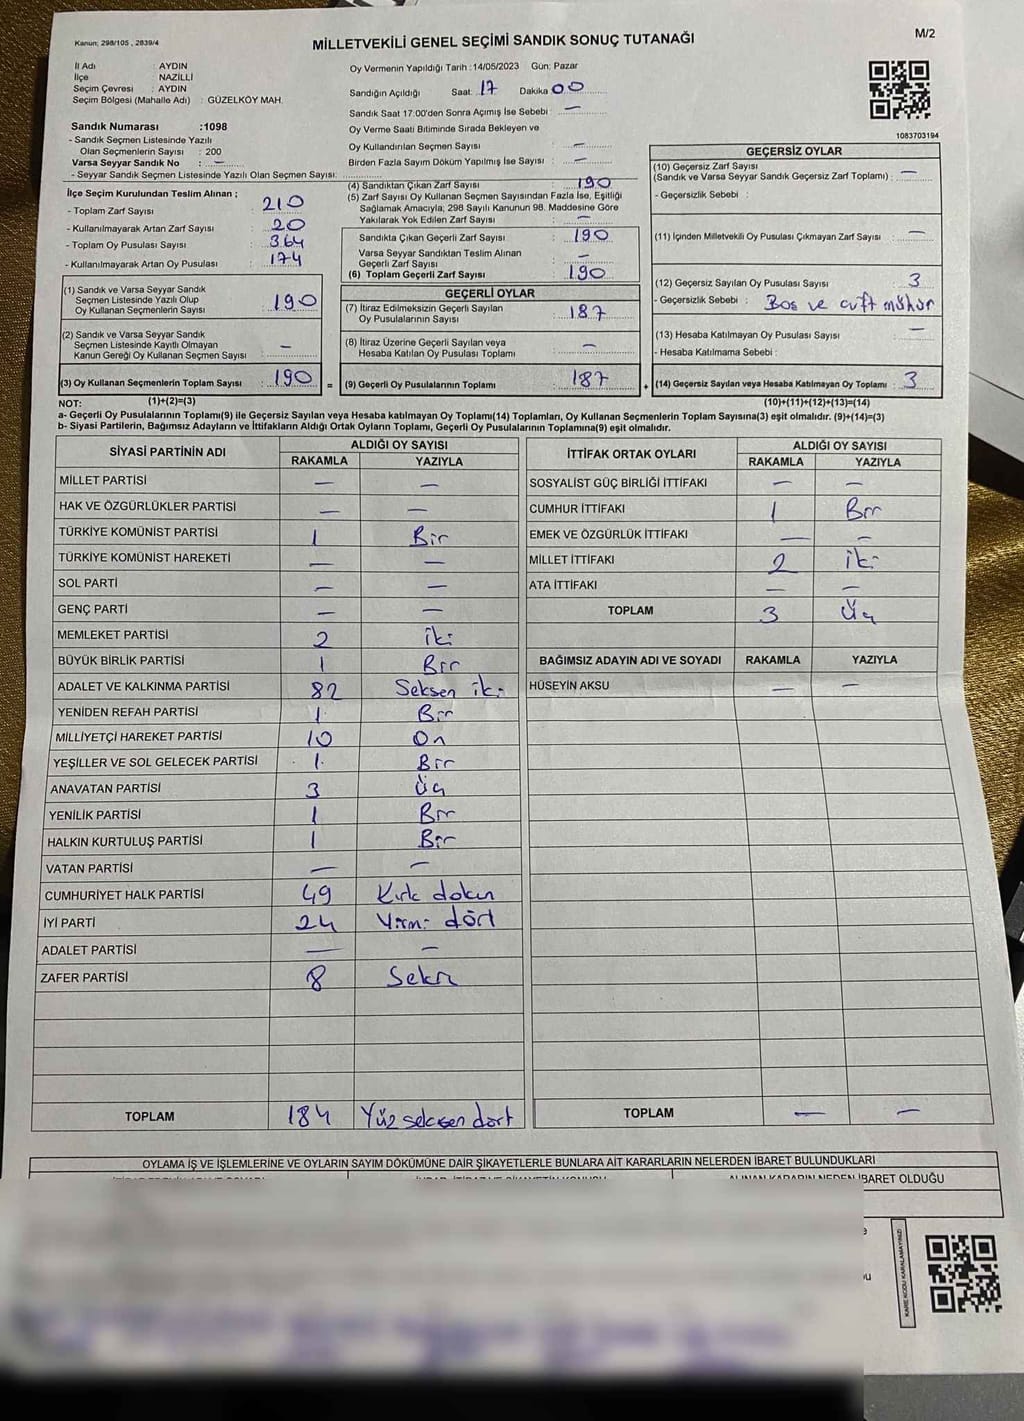 Kanun; 298/105 , 2839/4
MİLLETVEKİLİ GENEL SEÇİMİ SANDIK SONUÇ TUTANAĞI
M/2
İl Adı : AYDIN
İlçe NAZİLLİ
Seçim Çevresi : AYDIN
Seçim Bölgesi (Mahalle Adı) : GÜZELKÖY MAH.
Sandık Numarası :1098
- Sandık Seçmen Listesinde Yazılı
Olan Seçmenlerin Sayısı : 200
Varsa Seyyar Sandık No : —
- Seyyar Sandık Seçmen Listesinde Yazılı Olan Seçmen Sayısı:
Oy Vermenin Yapıldığı Tarih :14/05/2023 Gün: Pazar
Sandığın Açıldığı Saat: 17 Dakika 00
Sandık Saat 17.00'den Sonra Açımış İse Sebebi : —
Oy Verme Saati Bitiminde Sırada Bekleyen ve
Oy Kullandırılan Seçmen Sayısı : —
Birden Fazla Sayım Döküm Yapılmış İse Sayısı : —
1083703194
İlçe Seçim Kurulundan Teslim Alınan ;
- Toplam Zarf Sayısı : 210
- Kullanılmayarak Artan Zarf Sayısı : 20
- Toplam Oy Pusulası Sayısı : 364
- Kullanılmayarak Artan Oy Pusulası : 174
(1) Sandık ve Varsa Seyyar Sandık
Seçmen Listesinde Yazılı Olup
Oy Kullanan Seçmenlerin Sayısı : 190
(2) Sandık ve Varsa Seyyar Sandık
Seçmen Listesinde Kayıtlı Olmayan
Kanun Gereği Oy Kullanan Seçmen Sayısı : —
(3) Oy Kullanan Seçmenlerin Toplam Sayısı : 190
(4) Sandıktan Çıkan Zarf Sayısı : 190
(5) Zarf Sayısı Oy Kullanan Seçmen Sayısından Fazla İse, Eşitliği
Sağlamak Amacıyla; 298 Sayılı Kanunun 98. Maddesine Göre
Yakılarak Yok Edilen Zarf Sayısı : —
Sandıkta Çıkan Geçerli Zarf Sayısı : 190
Varsa Seyyar Sandıktan Teslim Alınan
Geçerli Zarf Sayısı : —
(6) Toplam Geçerli Zarf Sayısı : 190
GEÇERLİ OYLAR
(7) İtiraz Edilmeksizin Geçerli Sayılan
Oy Pusulalarının Sayısı : 187
(8) İtiraz Üzerine Geçerli Sayılan veya
Hesaba Katılan Oy Pusulası Toplamı : —
= (9) Geçerli Oy Pusulalarının Toplamı : 187
GEÇERSİZ OYLAR
(10) Geçersiz Zarf Sayısı
(Sandık ve Varsa Seyyar Sandık Geçersiz Zarf Toplamı) : —
- Geçersizlik Sebebi :
(11) İçinden Milletvekili Oy Pusulası Çıkmayan Zarf Sayısı : —
(12) Geçersiz Sayılan Oy Pusulası Sayısı : 3
- Geçersizlik Sebebi : Boş ve çift mühür
(13) Hesaba Katılmayan Oy Pusulası Sayısı : —
- Hesaba Katılmama Sebebi :
+ (14) Geçersiz Sayılan veya Hesaba Katılmayan Oy Toplamı : 3
NOT: (1)+(2)=(3) (10)+(11)+(12)+(13)=(14)
a- Geçerli Oy Pusulalarının Toplamı(9) ile Geçersiz Sayılan veya Hesaba katılmayan Oy Toplamı(14) Toplamları, Oy Kullanan Seçmenlerin Toplam Sayısına(3) eşit olmalıdır. (9)+(14)=(3)
b- Siyasi Partilerin, Bağımsız Adayların ve İttifakların Aldığı Ortak Oyların Toplamı, Geçerli Oy Pusulalarının Toplamına(9) eşit olmalıdır.
SİYASİ PARTİNİN ADI ALDIĞI OY SAYISI
RAKAMLA YAZIYLA
MİLLET PARTİSİ — —
HAK VE ÖZGÜRLÜKLER PARTİSİ — —
TÜRKİYE KOMÜNİST PARTİSİ 1 Bir
TÜRKİYE KOMÜNİST HAREKETİ — —
SOL PARTİ — —
GENÇ PARTİ — —
MEMLEKET PARTİSİ 2 iki
BÜYÜK BİRLİK PARTİSİ 1 Bir
ADALET VE KALKINMA PARTİSİ 82 Seksen iki
YENİDEN REFAH PARTİSİ 1 Bir
MİLLİYETÇİ HAREKET PARTİSİ 10 On
YEŞİLLER VE SOL GELECEK PARTİSİ 1 Bir
ANAVATAN PARTİSİ 3 Üç
YENİLİK PARTİSİ 1 Bir
HALKIN KURTULUŞ PARTİSİ 1 Bir
VATAN PARTİSİ — —
CUMHURİYET HALK PARTİSİ 49 Kırk dokuz
İYİ PARTİ 24 Yirmi dört
ADALET PARTİSİ — —
ZAFER PARTİSİ 8 Sekiz
TOPLAM 184 Yüz seksen dört
İTTİFAK ORTAK OYLARI ALDIĞI OY SAYISI
RAKAMLA YAZIYLA
SOSYALİST GÜÇ BİRLİĞİ İTTİFAKI — —
CUMHUR İTTİFAKI 1 Bir
EMEK VE ÖZGÜRLÜK İTTİFAKI — —
MİLLET İTTİFAKI 2 iki
ATA İTTİFAKI — —
TOPLAM 3 Üç
BAĞIMSIZ ADAYIN ADI VE SOYADI RAKAMLA YAZIYLA
HÜSEYİN AKSU — —
TOPLAM — —
OYLAMA İŞ VE İŞLEMLERİNE VE OYLARIN SAYIM DÖKÜMÜNE DAİR ŞİKAYETLERLE BUNLARA AİT KARARLARIN NELERDEN İBARET BULUNDUKLARI
ALINAN KARARIN NEDEN İBARET OLDUĞU
KARE KODU KARALAMAYINIZ!